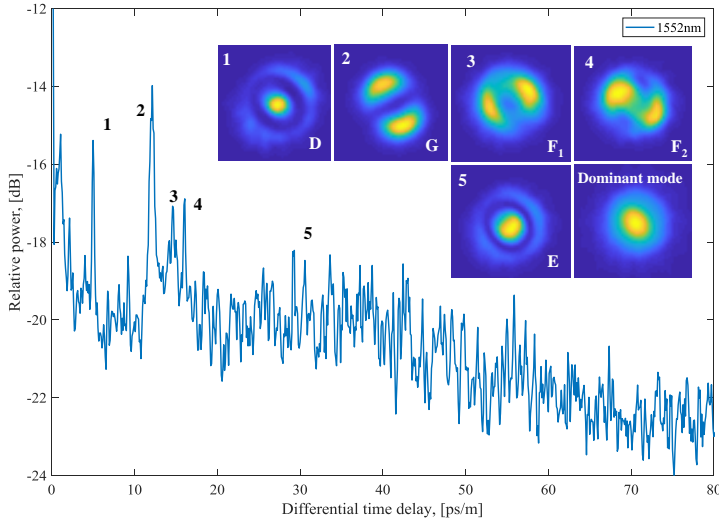 -12
-14
-16
-18
-20
-22
-24
Relative power, [dB]
0
10
20
30
40
50
60
70
80
Differential time delay, [ps/m]
1552nm
1
2
3
4
5
1
D
2
G
3
F1
4
F2
5
E
Dominant mode